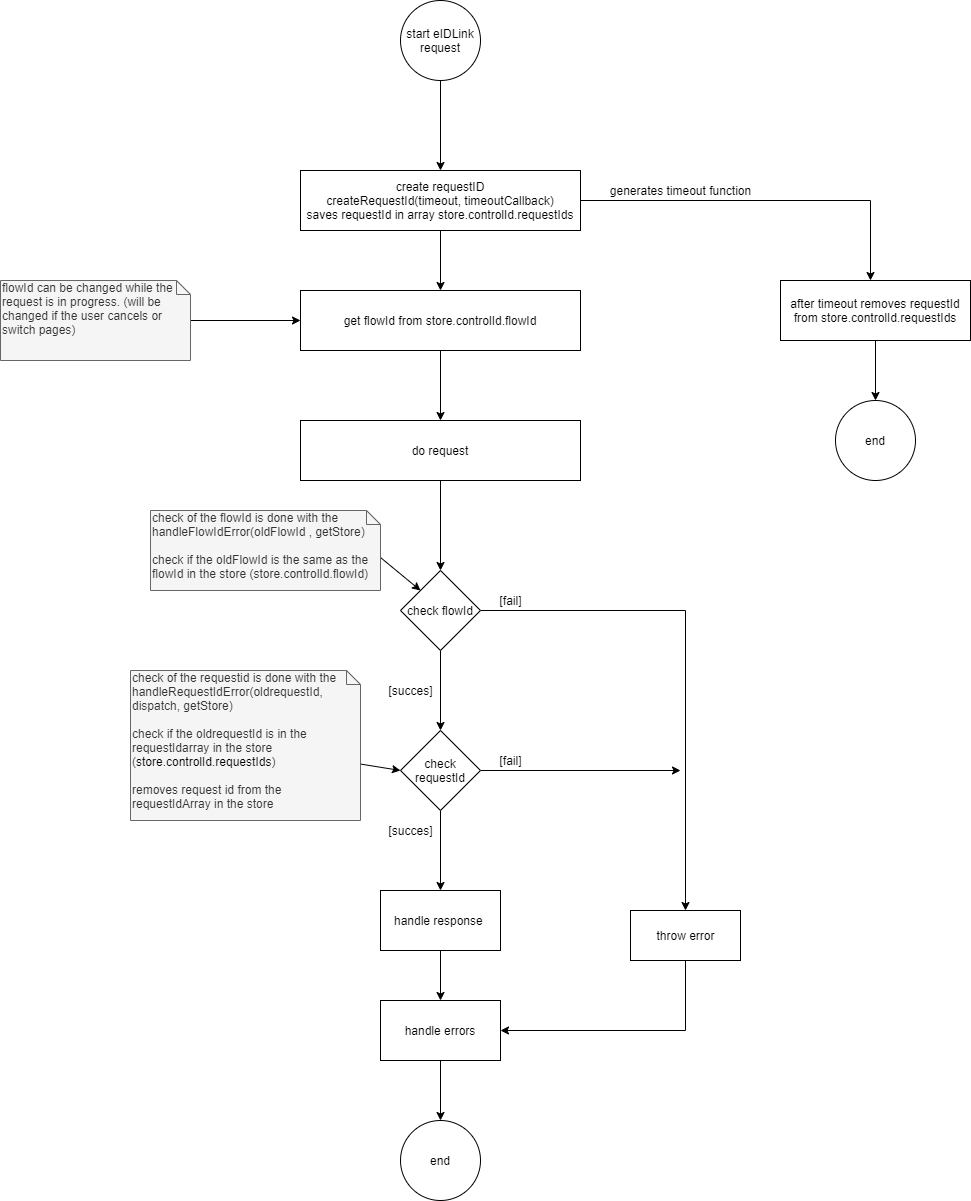 start eIDLink
request
create requestID
createRequestId(timeout, timeoutCallback)
saves requestId in array store.controlId.requestIds
generates timeout function
flowId can be changed while the
request is in progress. (will be
changed if the user cancels or
switch pages)
get flowId from store.controlId.flowId
after timeout removes requestId
from store.controlId.requestIds
end
do request
check of the flowId is done with the
handleFlowIdError(oldFlowId , getStore)
check if the oldFlowId is the same as the
flowId in the store (store.controlId.flowId)
check flowId
[fail]
[succes]
check of the requestid is done with the
handleRequestIdError(oldrequestId,
dispatch, getStore)
check if the oldrequestId is in the
requestIdarray in the store
(store.controlId.requestIds)
removes request id from the
requestIdArray in the store
check
requestId
[fail]
[succes]
handle response
throw error
handle errors
end